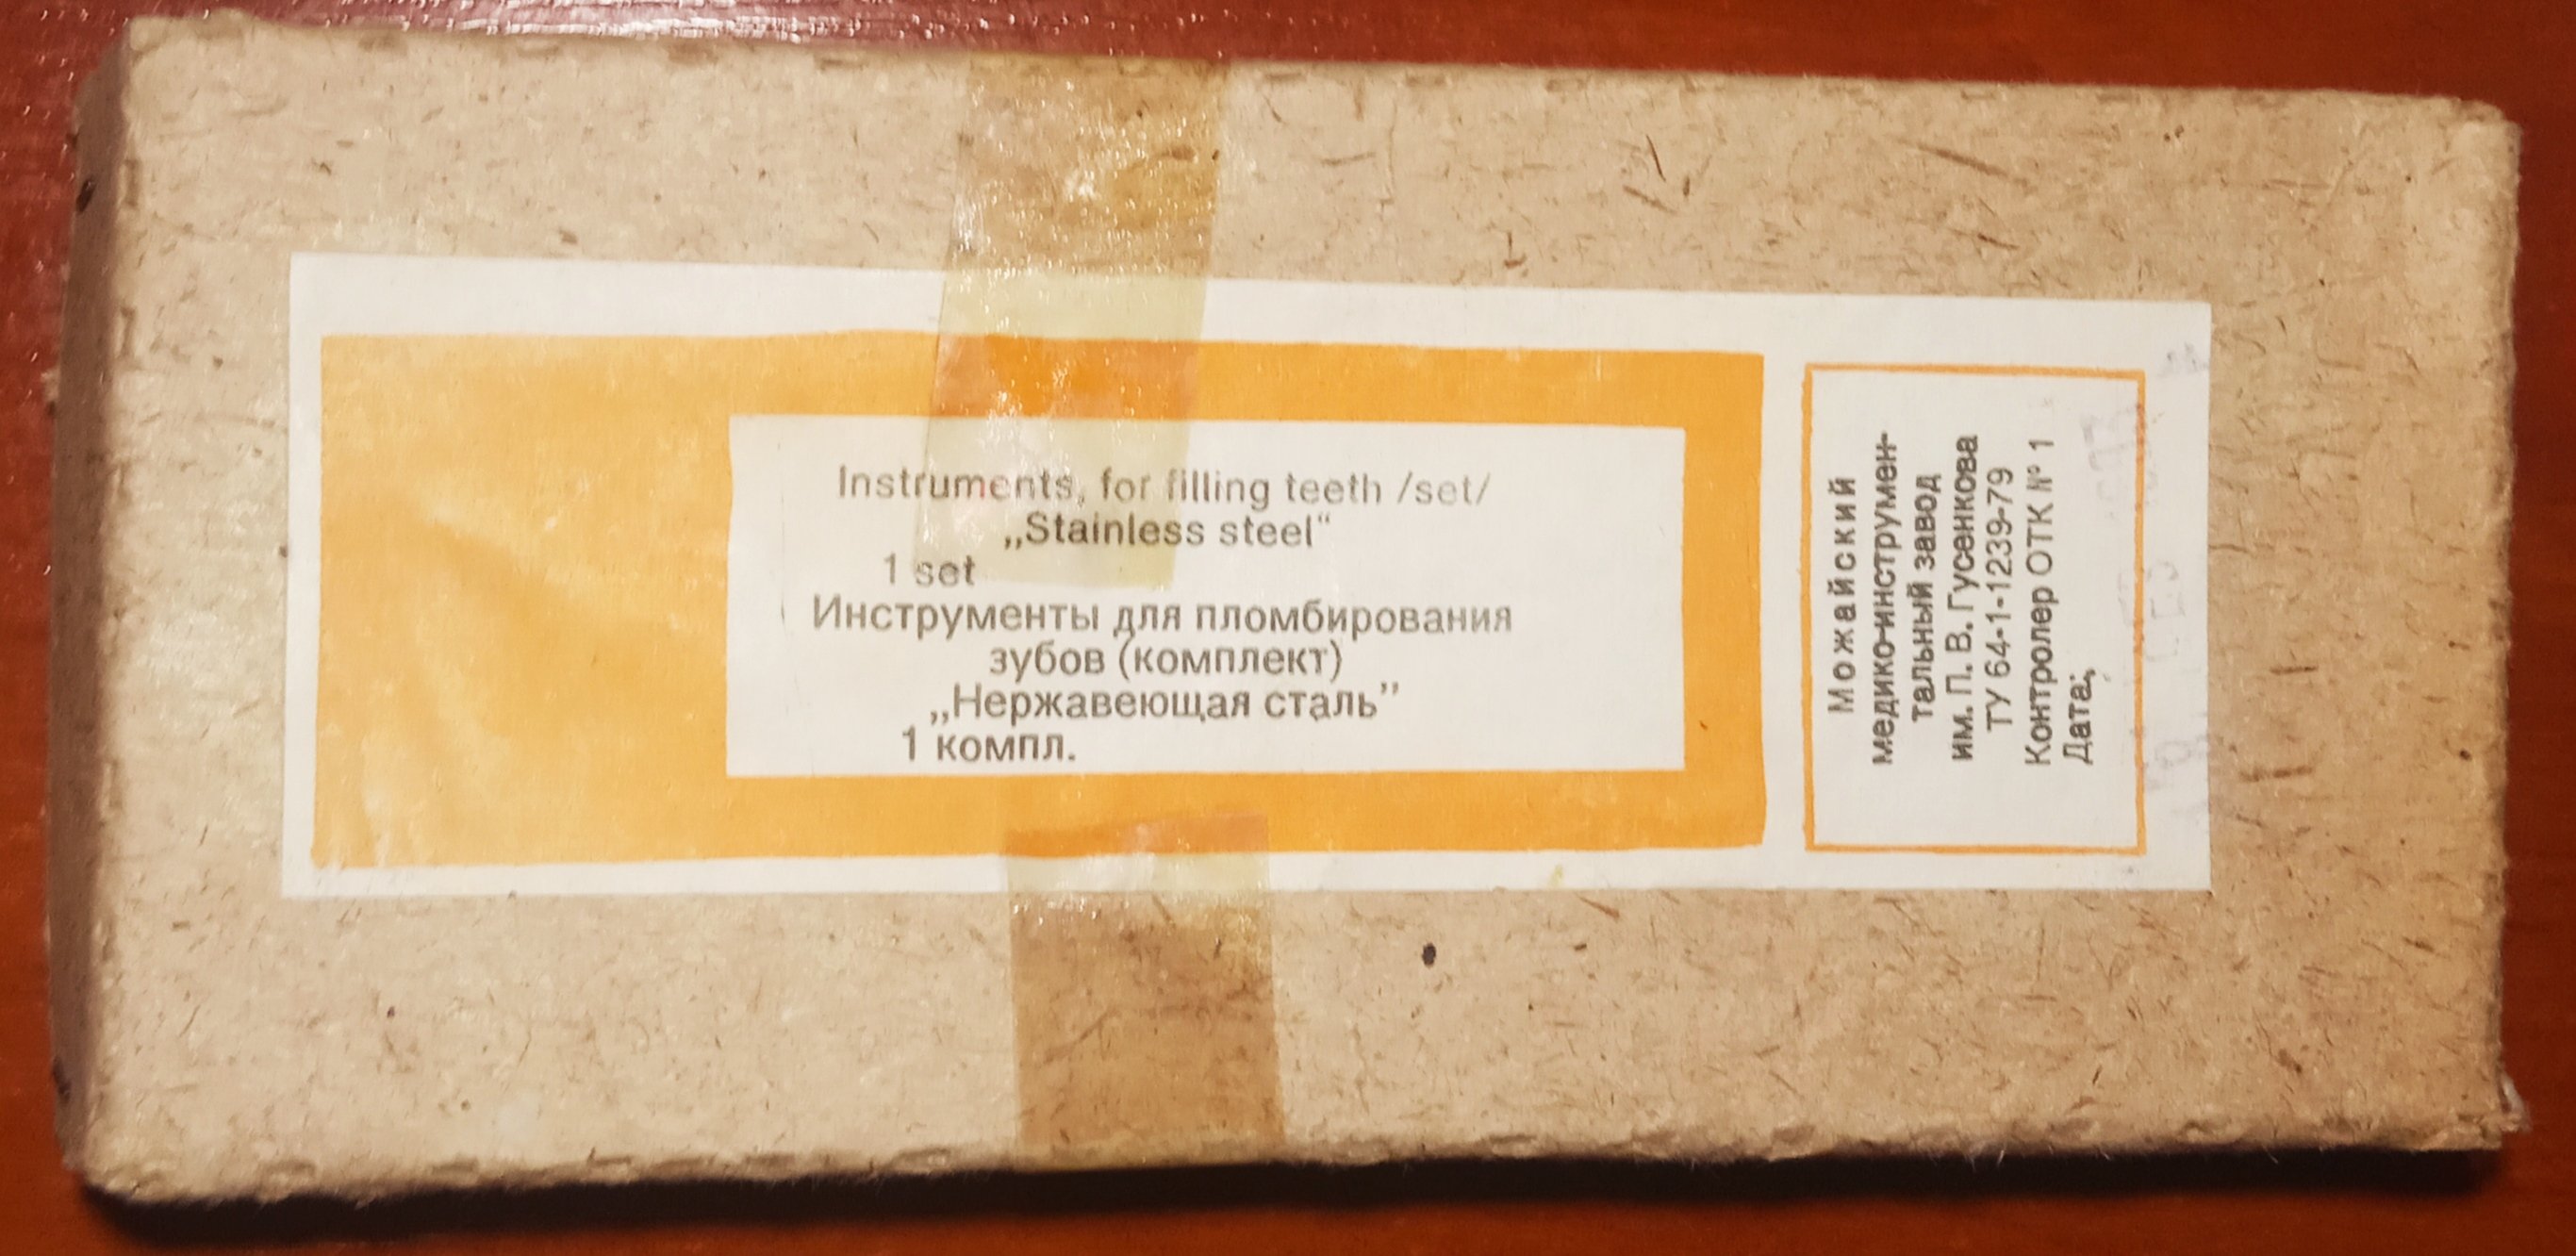 Instruments, for filling teeth /set/
„Stainless steel“
1 set
Инструменты для пломбирования
зубов (комплект)
„Нержавеющая сталь”
1 компл.
Можайский
медико-инструмен-
тальный завод
им. П. В. Гусенкова
ТУ 64-1-1239-79
Контролер ОТК № 1
Дата;